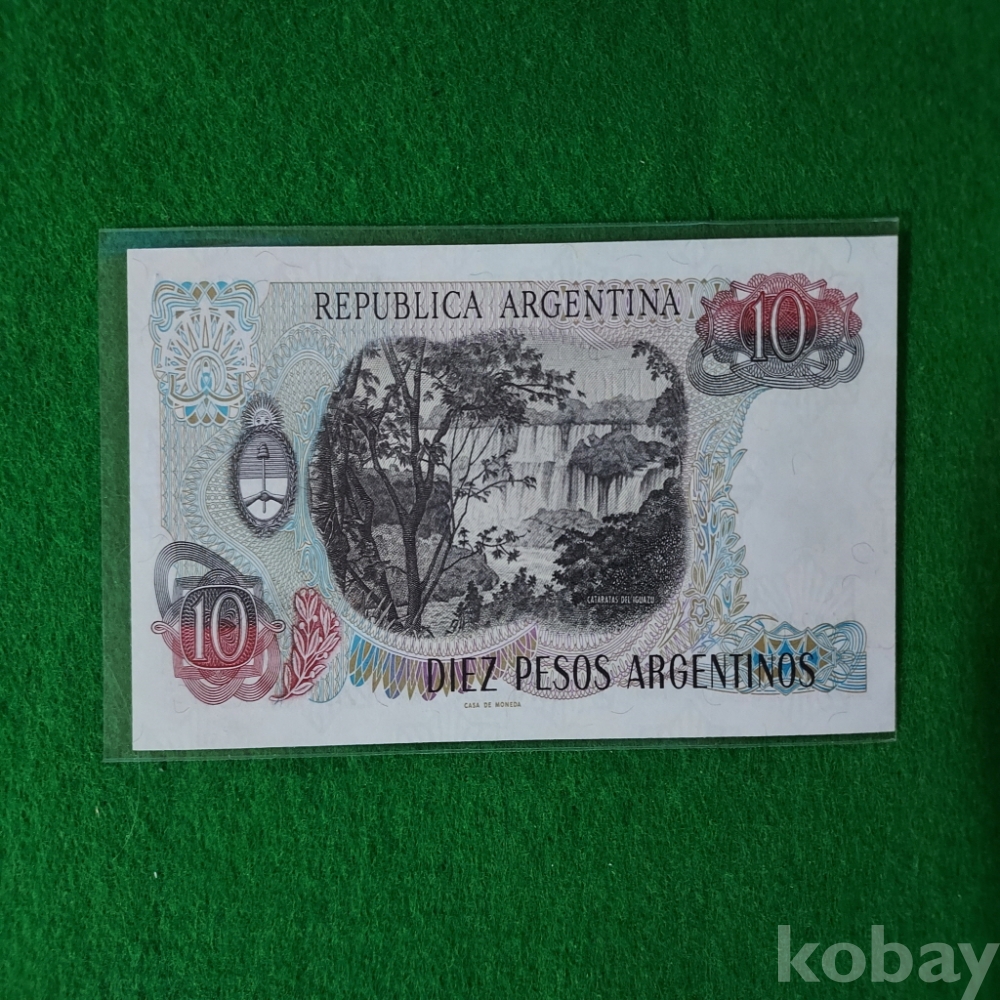 REPUBLICA ARGENTINA
10
10
CATARATAS DEL IGUAZU
DIEZ PESOS ARGENTINOS
CASA DE MONEDA
kobay